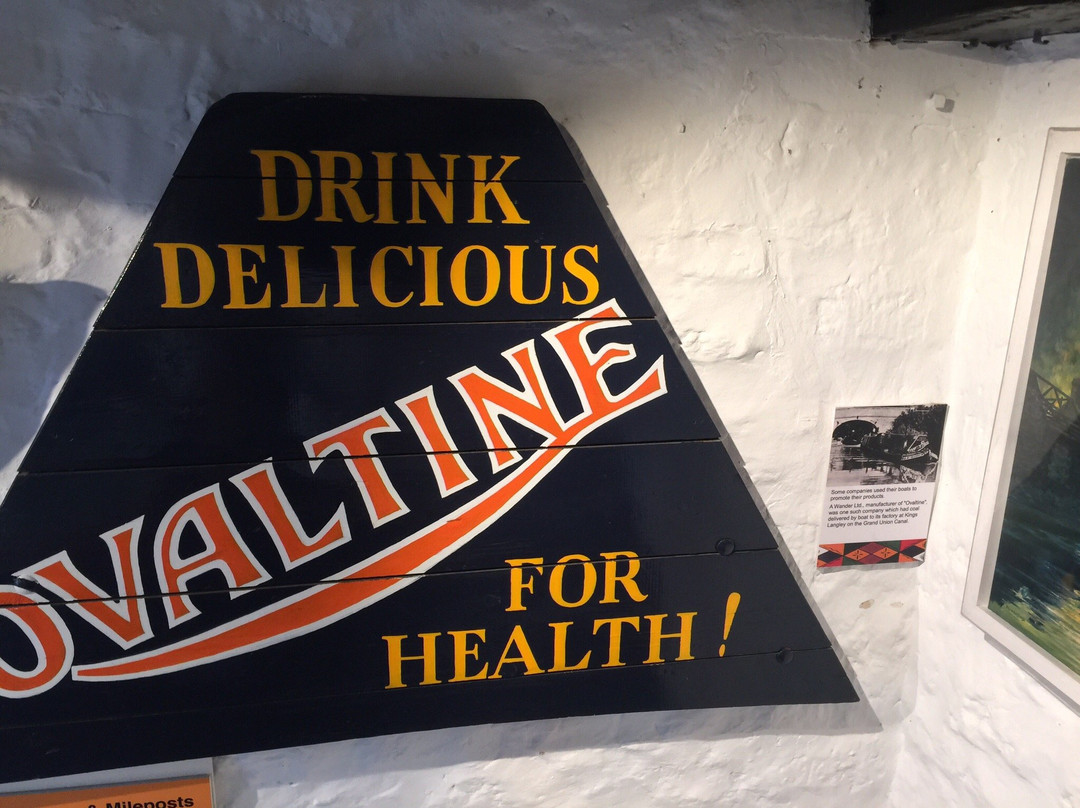 DRINK
DELICIOUS
OVALTINE
FOR
HEALTH!
Some companies used their boats to
promote their products.
A Wander Ltd., manufacturer of "Ovaltine",
was one such company which had coal
delivered by boat to its factory at Kings
Langley on the Grand Union Canal.
& Mileposts